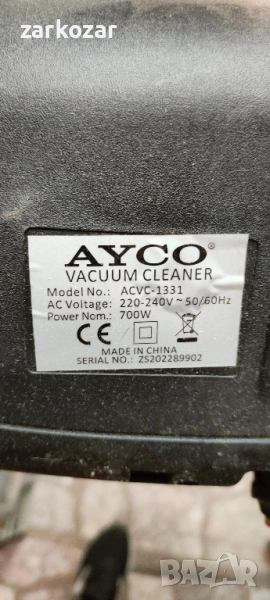 zarkozar
AYCO®
VACUUM CLEANER
Model No.: ACVC-1331
AC Voltage: 220-240V ~ 50/60Hz
Power Nom.: 700W
CE
MADE IN CHINA
SERIAL NO.: ZS202289902
BAZAR